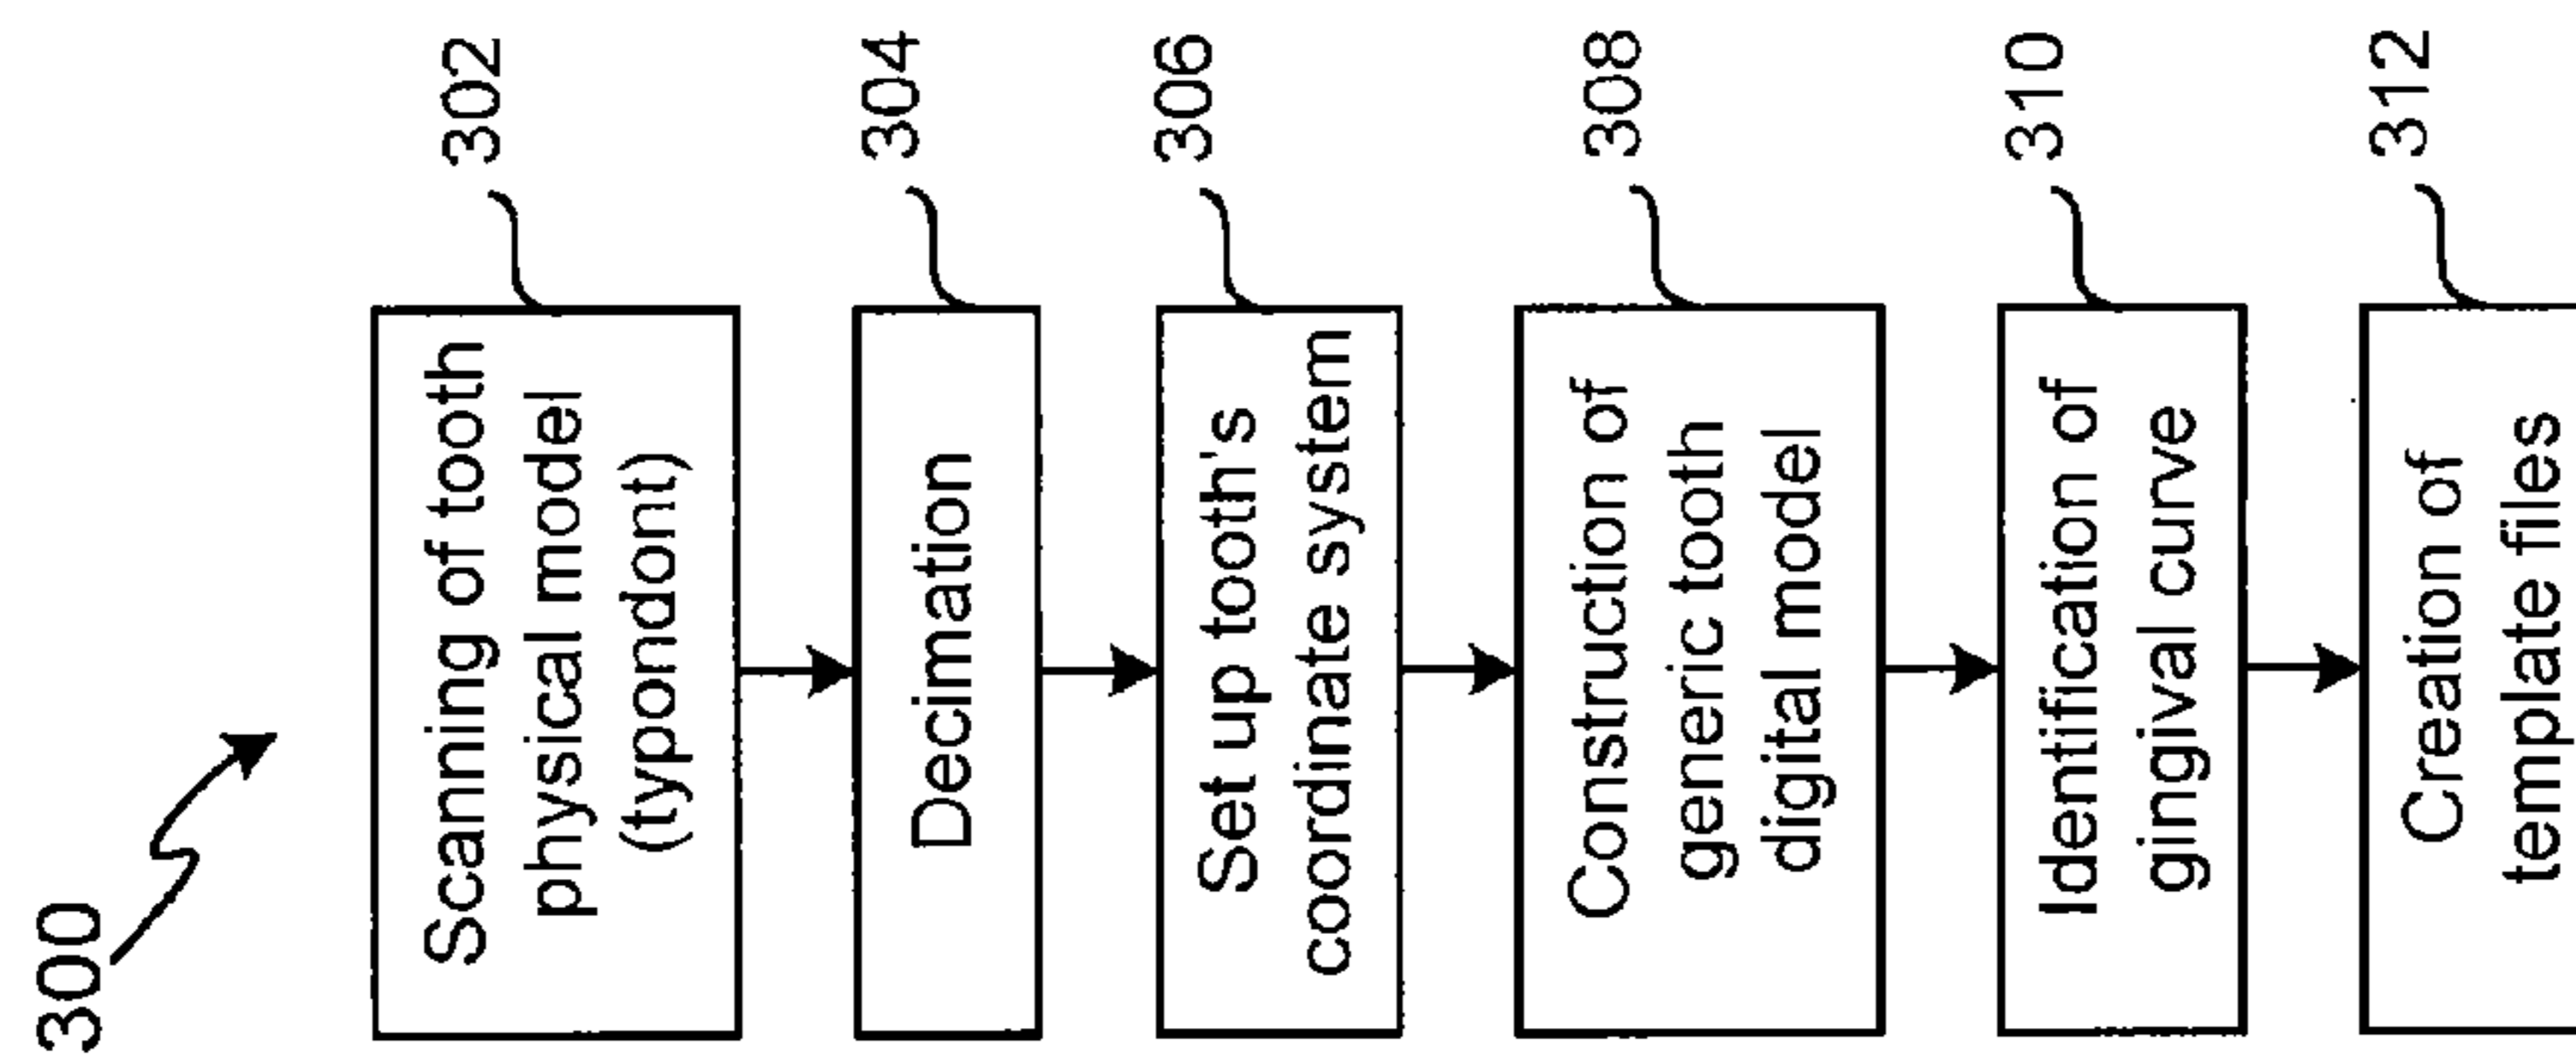 300
Scanning of tooth
physical model
(typondont)
302
Decimation
304
Set up tooth's
coordinate system
306
Construction of
generic tooth
digital model
308
Identification of
gingival curve
310
Creation of
template files
312